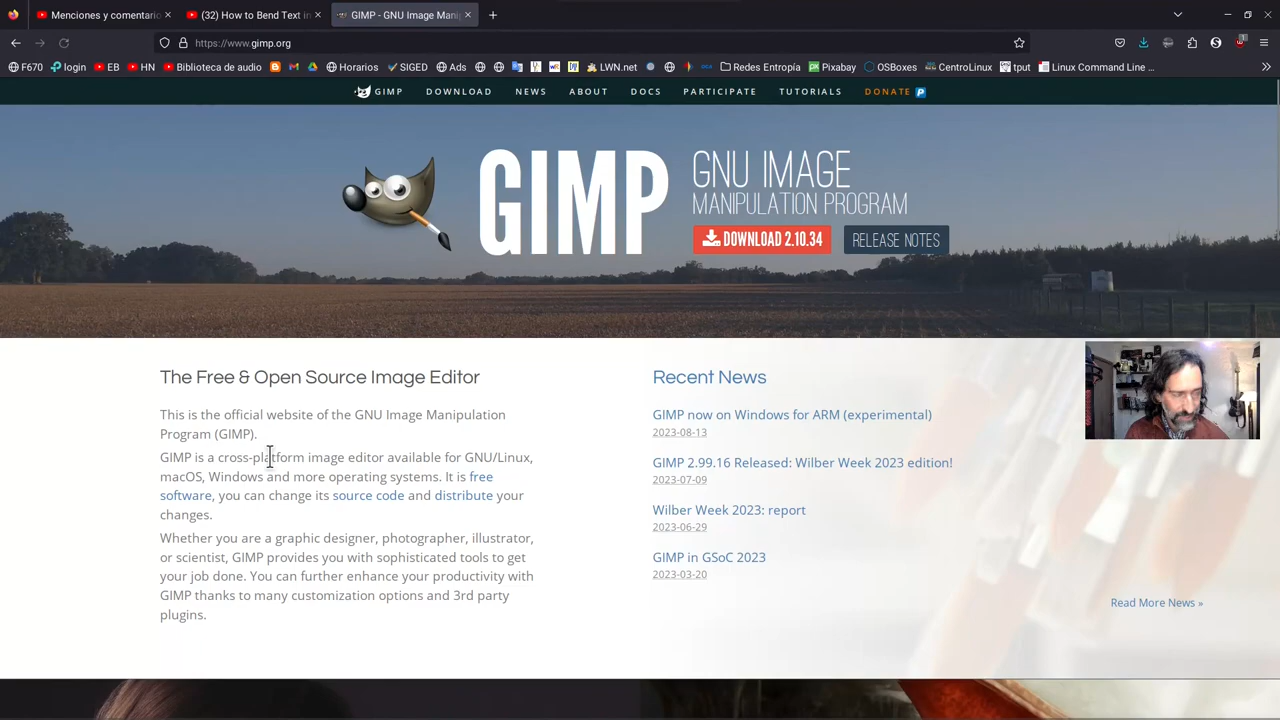 Menciones y comentario
(32) How to Bend Text in
GIMP - GNU Image Mani
https://www.gimp.org
F670
login
EB
HN
Biblioteca de audio
Horarios
SIGED
Ads
LWN.net
Redes Entropía
Pixabay
OSBoxes
CentroLinux
tput
Linux Command Line ...
GIMP
DOWNLOAD
NEWS
ABOUT
DOCS
PARTICIPATE
TUTORIALS
DONATE
GIMP
GNU IMAGE
MANIPULATION PROGRAM
DOWNLOAD 2.10.34
RELEASE NOTES
The Free & Open Source Image Editor
This is the official website of the GNU Image Manipulation
Program (GIMP).
GIMP is a cross-platform image editor available for GNU/Linux,
macOS, Windows and more operating systems. It is free
software, you can change its source code and distribute your
changes.
Whether you are a graphic designer, photographer, illustrator,
or scientist, GIMP provides you with sophisticated tools to get
your job done. You can further enhance your productivity with
GIMP thanks to many customization options and 3rd party
plugins.
Recent News
GIMP now on Windows for ARM (experimental)
2023-08-13
GIMP 2.99.16 Released: Wilber Week 2023 edition!
2023-07-09
Wilber Week 2023: report
2023-06-29
GIMP in GSoC 2023
2023-03-20
Read More News »